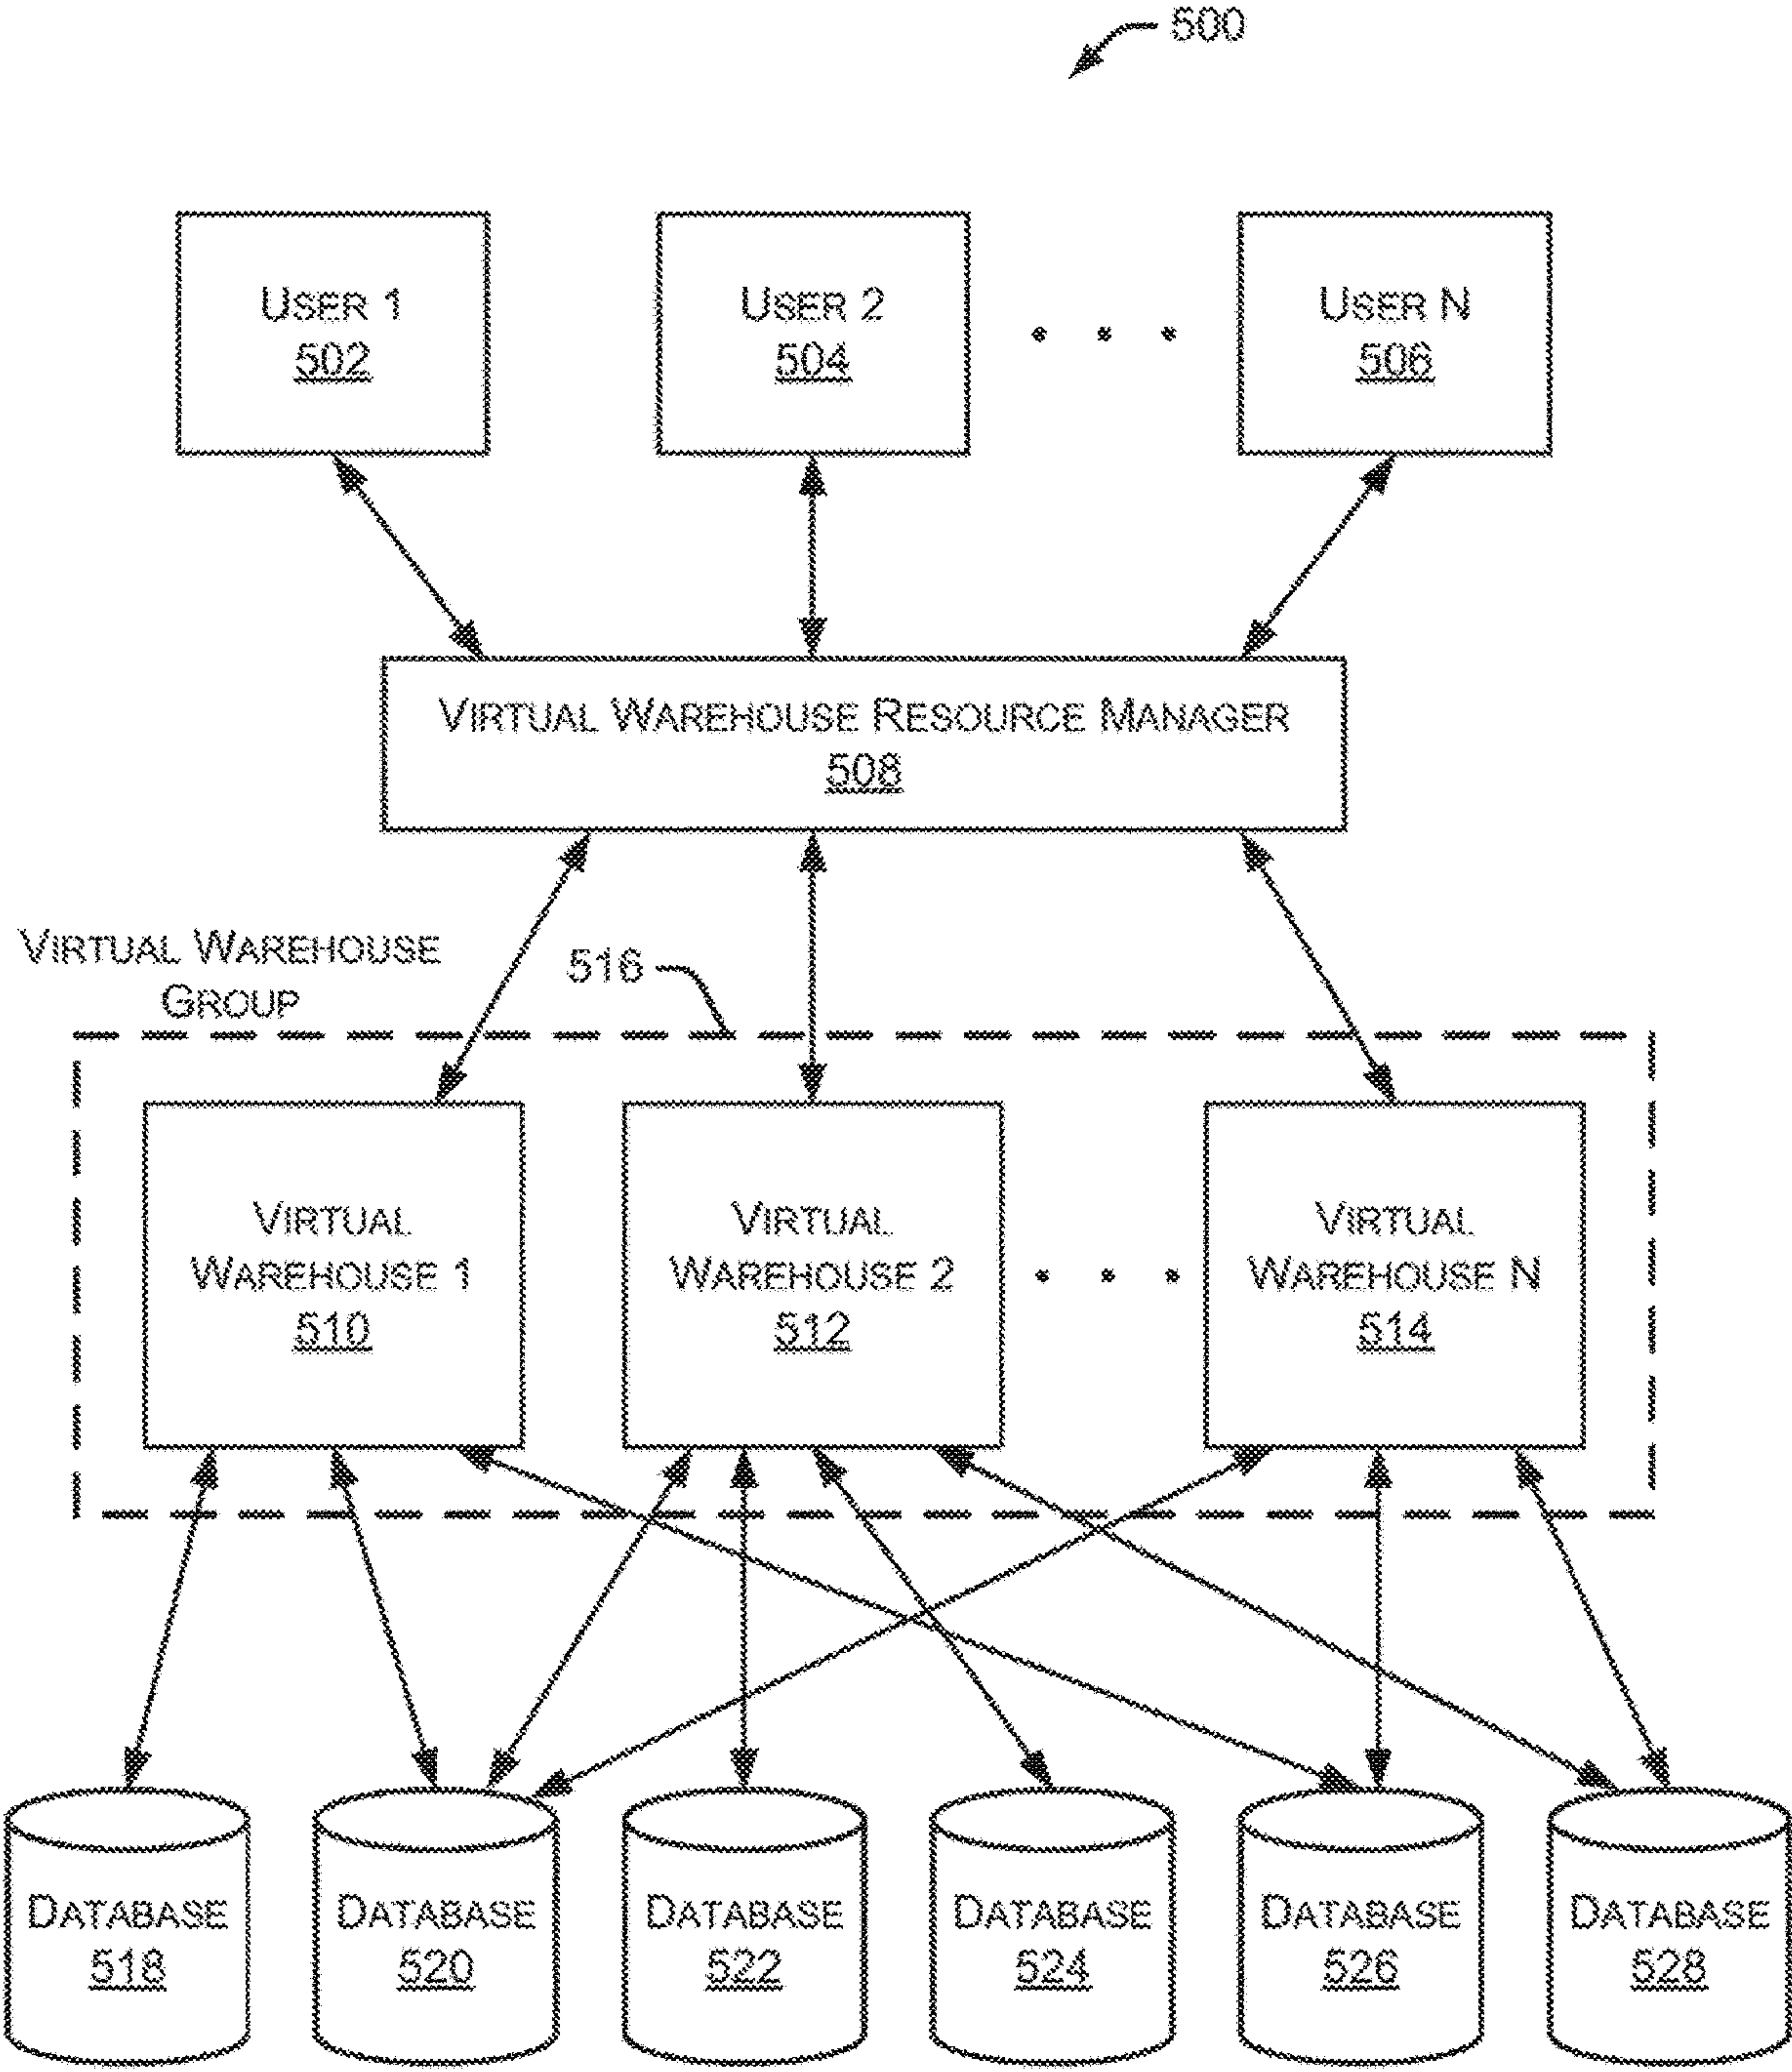 500
USER 1
502
USER 2
504
USER N
506
VIRTUAL WAREHOUSE RESOURCE MANAGER
508
VIRTUAL WAREHOUSE
GROUP
516
VIRTUAL
WAREHOUSE 1
510
VIRTUAL
WAREHOUSE 2
512
VIRTUAL
WAREHOUSE N
514
DATABASE
518
DATABASE
520
DATABASE
522
DATABASE
524
DATABASE
526
DATABASE
528